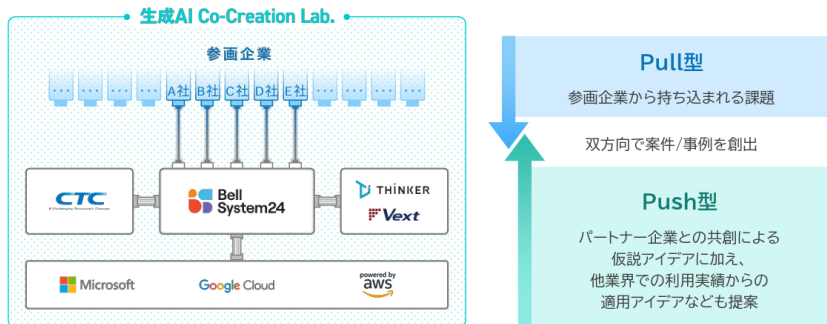 生成AI Co-Creation Lab.
参画企業
… … … … A社 B社 C社 D社 E社 … … … …
CTC
Challenging Tomorrow's Changes
Bell
System24
THiNKER
Vext
Microsoft
Google Cloud
powered by
aws
Pull型
参画企業から持ち込まれる課題
双方向で案件/事例を創出
Push型
パートナー企業との共創による
仮説アイデアに加え、
他業界での利用実績からの
適用アイデアなども提案